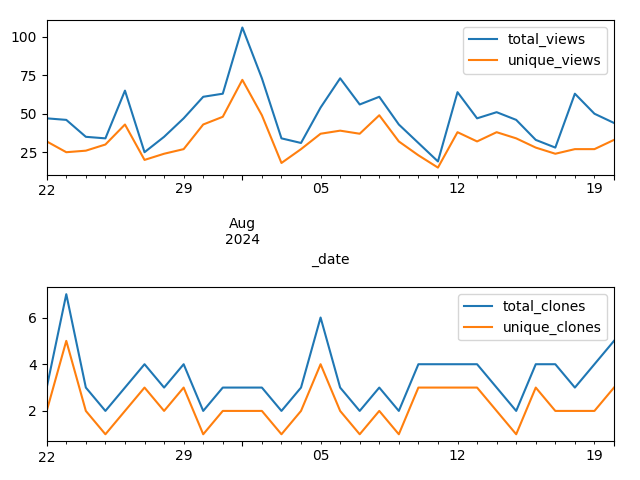 100
75
50
25
total_views
unique_views
22 29 05 12 19
Aug
2024
_date
6
4
2
total_clones
unique_clones
22 29 05 12 19